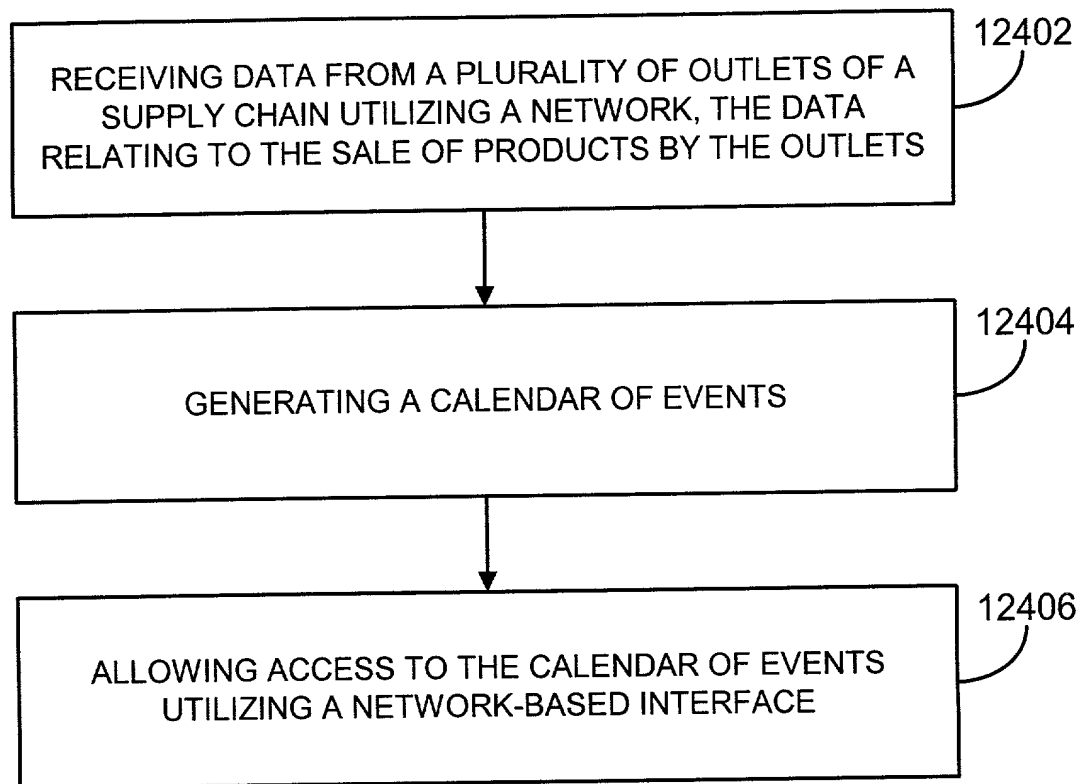 12402
RECEIVING DATA FROM A PLURALITY OF OUTLETS OF A
SUPPLY CHAIN UTILIZING A NETWORK, THE DATA
RELATING TO THE SALE OF PRODUCTS BY THE OUTLETS
12404
GENERATING A CALENDAR OF EVENTS
12406
ALLOWING ACCESS TO THE CALENDAR OF EVENTS
UTILIZING A NETWORK-BASED INTERFACE